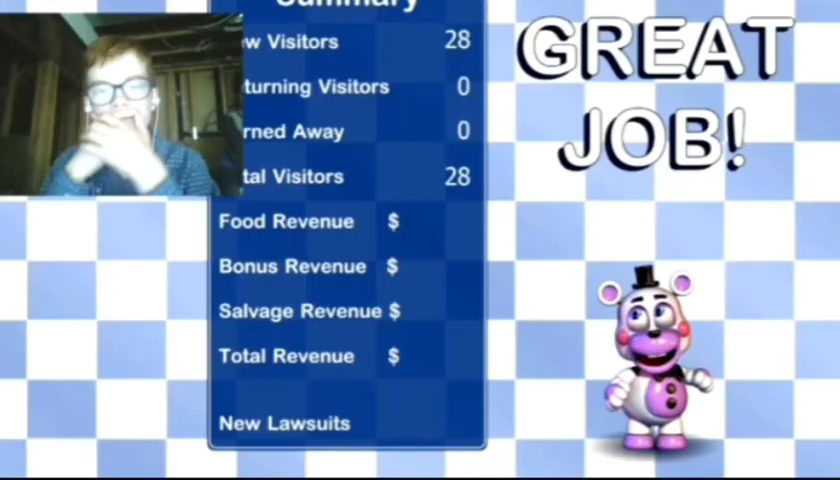 Summary
ew Visitors 28
turning Visitors 0
rned Away 0
tal Visitors 28
Food Revenue $
Bonus Revenue $
Salvage Revenue $
Total Revenue $
New Lawsuits
GREAT
JOB!